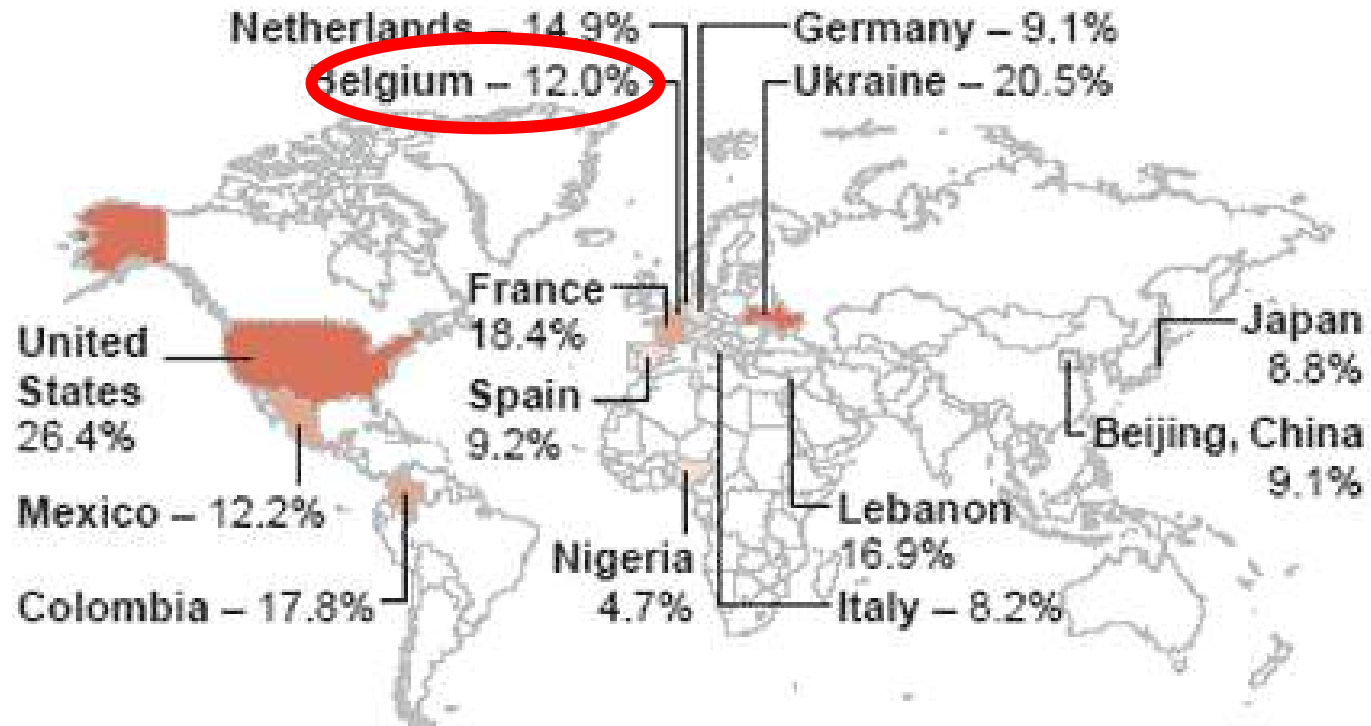 Netherlands – 14.9%
Belgium – 12.0%
Germany – 9.1%
Ukraine – 20.5%
France
18.4%
United
States
26.4%
Spain
9.2%
Japan
8.8%
Beijing, China
9.1%
Mexico – 12.2%
Lebanon
16.9%
Nigeria
4.7%
Colombia – 17.8%
Italy – 8.2%